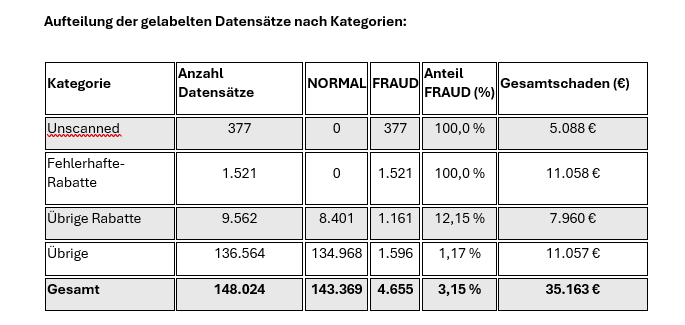 Aufteilung der gelabelten Datensätze nach Kategorien:
Kategorie Anzahl Datensätze NORMAL FRAUD Anteil FRAUD (%) Gesamtschaden (€)
Unscanned 377 0 377 100,0 % 5.088 €
Fehlerhafte-Rabatte 1.521 0 1.521 100,0 % 11.058 €
Übrige Rabatte 9.562 8.401 1.161 12,15 % 7.960 €
Übrige 136.564 134.968 1.596 1,17 % 11.057 €
Gesamt 148.024 143.369 4.655 3,15 % 35.163 €